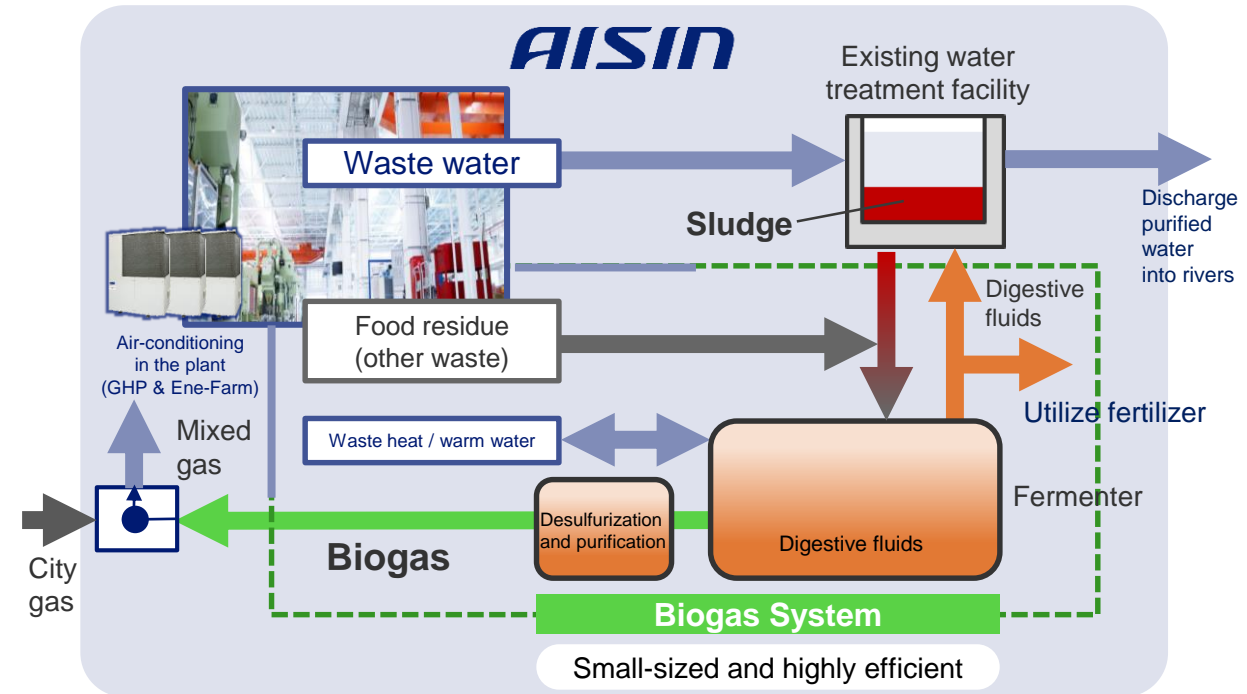 AISIN
Existing water
treatment facility
Waste water
Sludge
Discharge
purified
water
into rivers
Digestive
fluids
Food residue
(other waste)
Air-conditioning
in the plant
(GHP & Ene-Farm)
Utilize fertilizer
Mixed
gas
Waste heat / warm water
Fermenter
Desulfurization
and purification
Digestive fluids
Biogas
City
gas
Biogas System
Small-sized and highly efficient